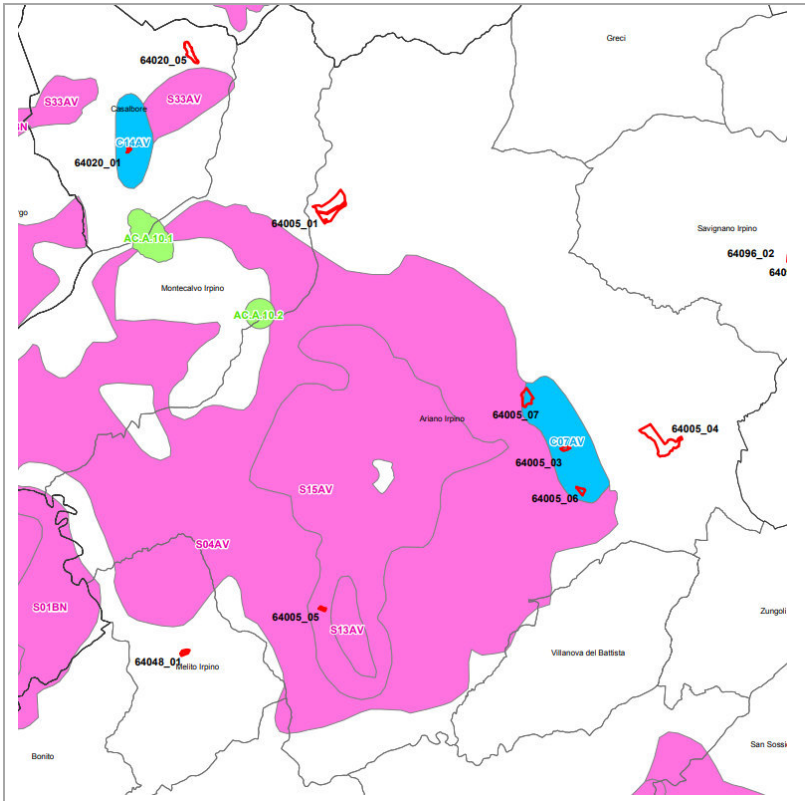 Greci
64020_05
S33AV
S33AV
Casalbore
C14AV
64020_01
64005_01
AC.A.10.1
Savignano Irpino
64096_02
Montecalvo Irpino
AC.A.10.2
64005_07
Ariano Irpino
64005_04
C07AV
64005_03
S15AV
64005_06
S04AV
S01BN
64005_05
Zungoli
S13AV
Villanova del Battista
64048_01
Melito Irpino
San Sossi
Bonito